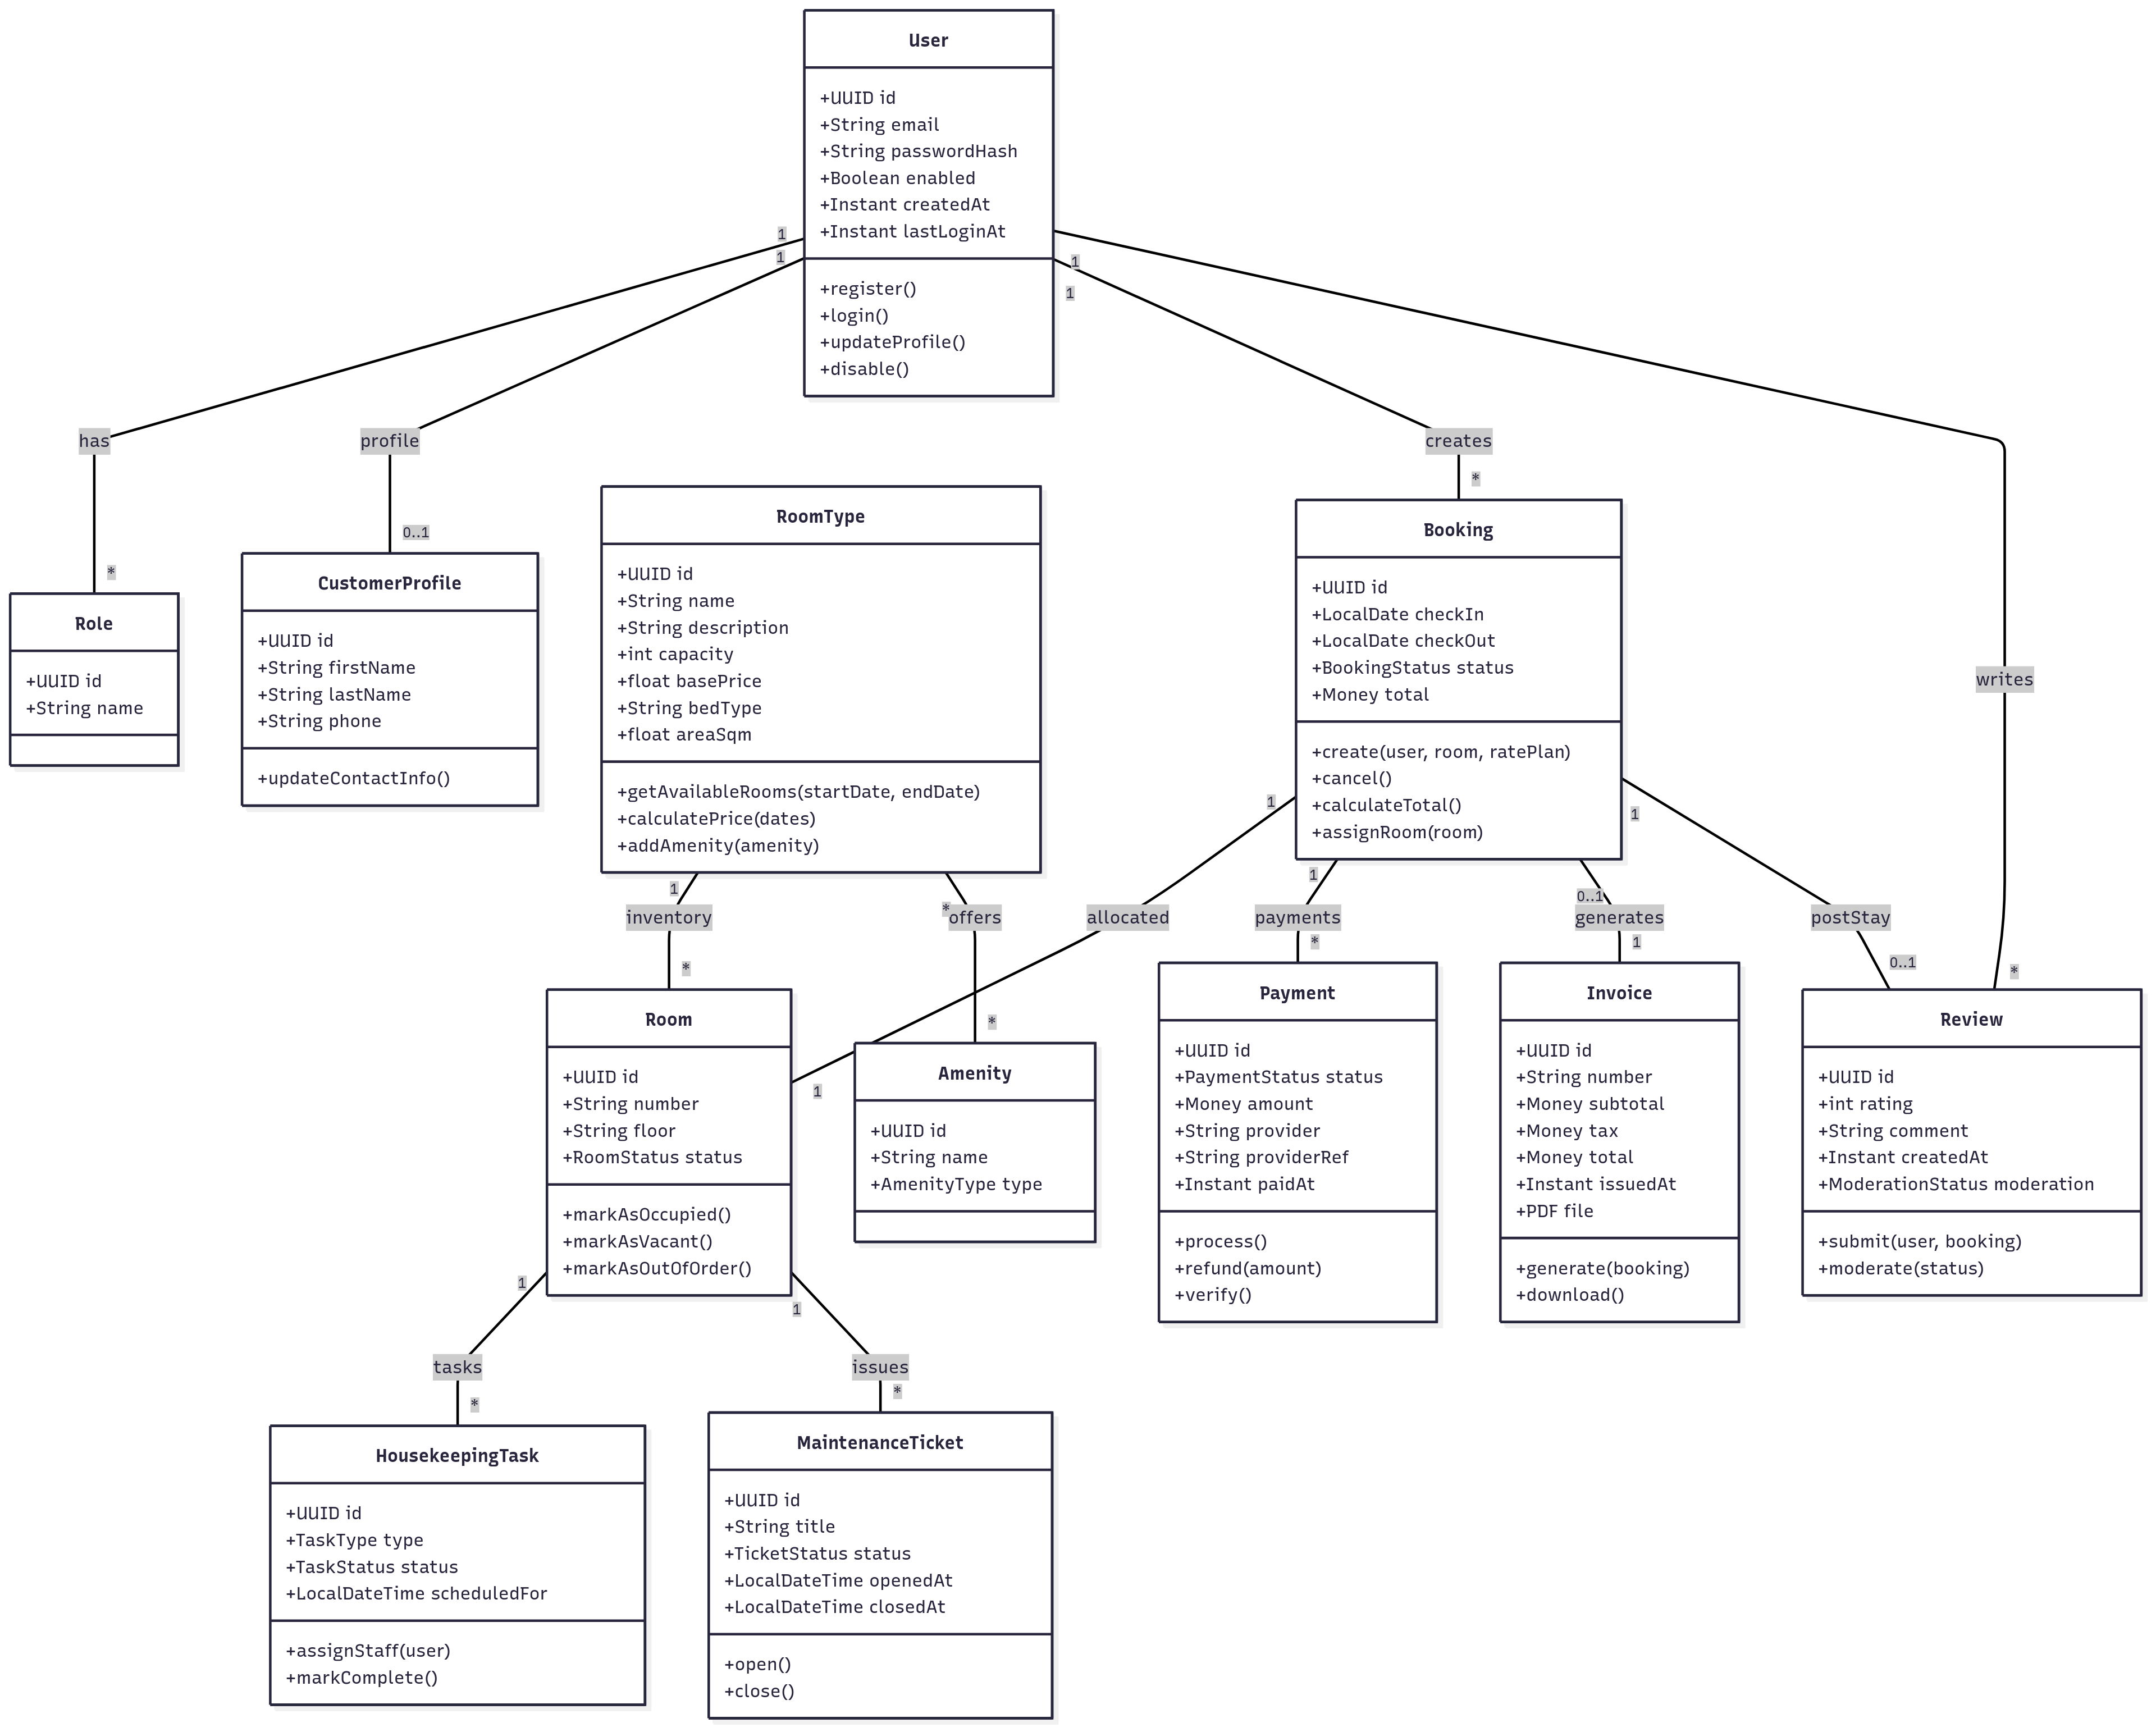 User
+UUID id
+String email
+String passwordHash
+Boolean enabled
+Instant createdAt
+Instant lastLoginAt
+register()
+login()
+updateProfile()
+disable()
1
1
1
1
has
profile
creates
*
0..1
*
Role
+UUID id
+String name
CustomerProfile
+UUID id
+String firstName
+String lastName
+String phone
+updateContactInfo()
RoomType
+UUID id
+String name
+String description
+int capacity
+float basePrice
+String bedType
+float areaSqm
+getAvailableRooms(startDate, endDate)
+calculatePrice(dates)
+addAmenity(amenity)
Booking
+UUID id
+LocalDate checkIn
+LocalDate checkOut
+BookingStatus status
+Money total
+create(user, room, ratePlan)
+cancel()
+calculateTotal()
+assignRoom(room)
writes
1
1
1
*
1
1
0..1
inventory
offers
allocated
payments
generates
postStay
*
*
1
*
1
0..1
*
Room
+UUID id
+String number
+String floor
+RoomStatus status
+markAsOccupied()
+markAsVacant()
+markAsOutOfOrder()
1
Amenity
+UUID id
+String name
+AmenityType type
Payment
+UUID id
+PaymentStatus status
+Money amount
+String provider
+String providerRef
+Instant paidAt
+process()
+refund(amount)
+verify()
Invoice
+UUID id
+String number
+Money subtotal
+Money tax
+Money total
+Instant issuedAt
+PDF file
+generate(booking)
+download()
Review
+UUID id
+int rating
+String comment
+Instant createdAt
+ModerationStatus moderation
+submit(user, booking)
+moderate(status)
1
tasks
issues
*
*
HousekeepingTask
+UUID id
+TaskType type
+TaskStatus status
+LocalDateTime scheduledFor
+assignStaff(user)
+markComplete()
MaintenanceTicket
+UUID id
+String title
+TicketStatus status
+LocalDateTime openedAt
+LocalDateTime closedAt
+open()
+close()